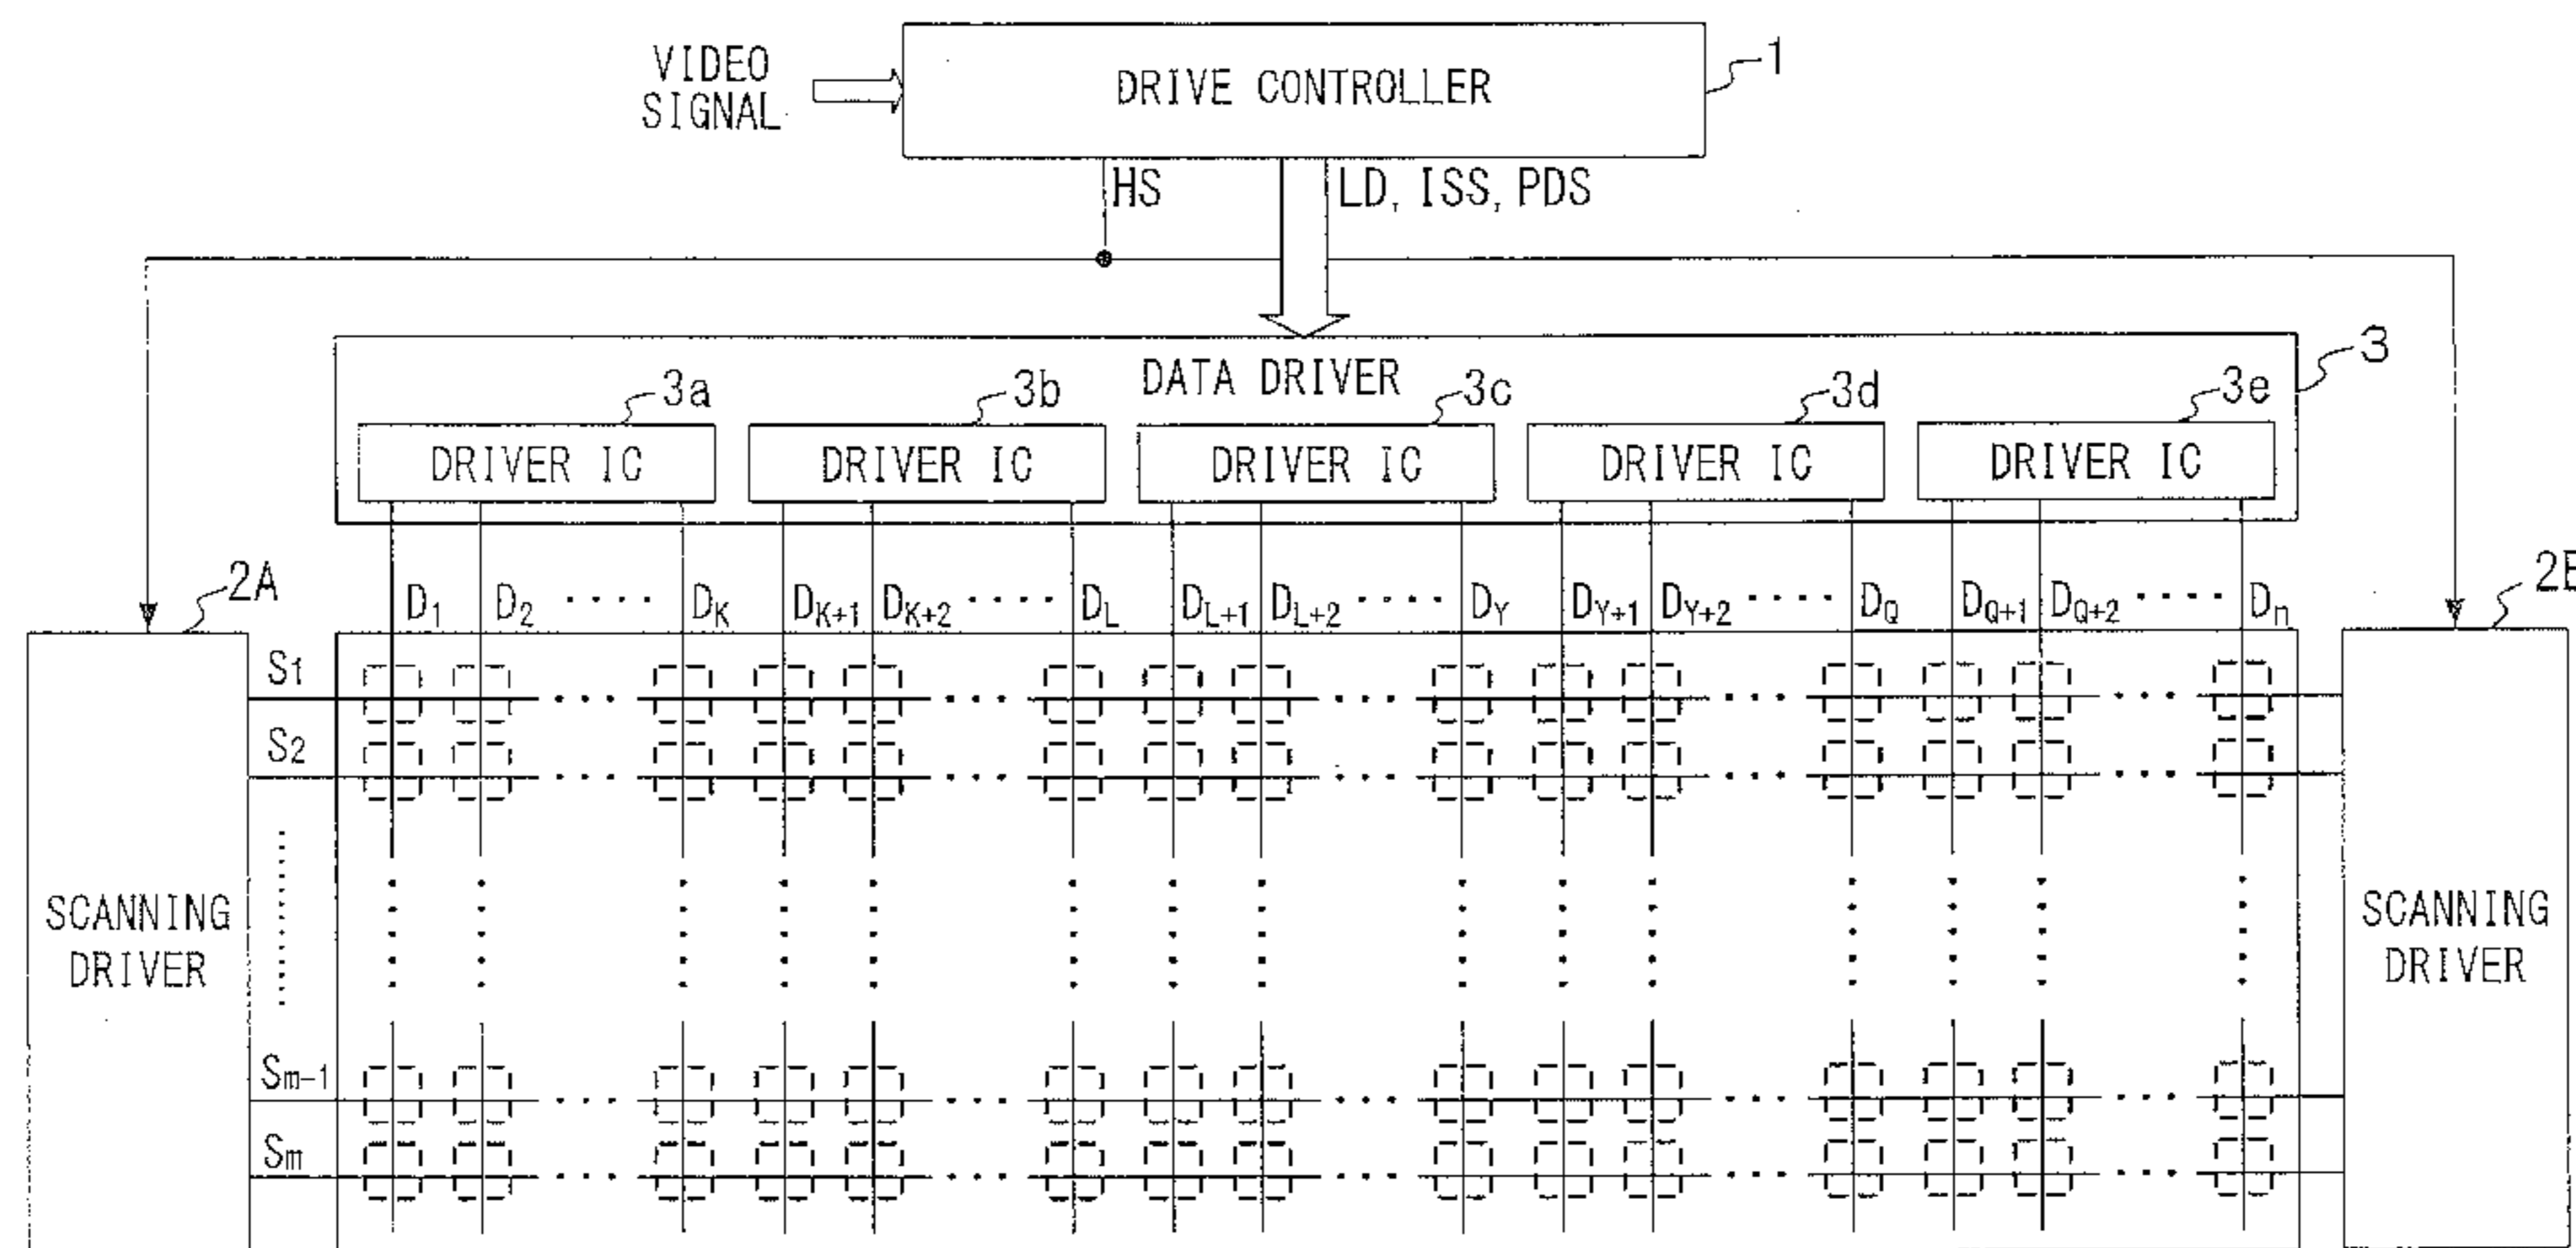 VIDEO
SIGNAL
DRIVE CONTROLLER
1
HS
LD, ISS, PDS
3
DATA DRIVER
3a 3b 3c 3d 3e
DRIVER IC DRIVER IC DRIVER IC DRIVER IC DRIVER IC
2A
D1 D2 ···· DK DK+1 DK+2 ···· DL DL+1 DL+2 ···· DY DY+1 DY+2 ···· DQ DQ+1 DQ+2 ···· Dn
S1
S2
SCANNING
DRIVER
SCANNING
DRIVER
Sm-1
Sm